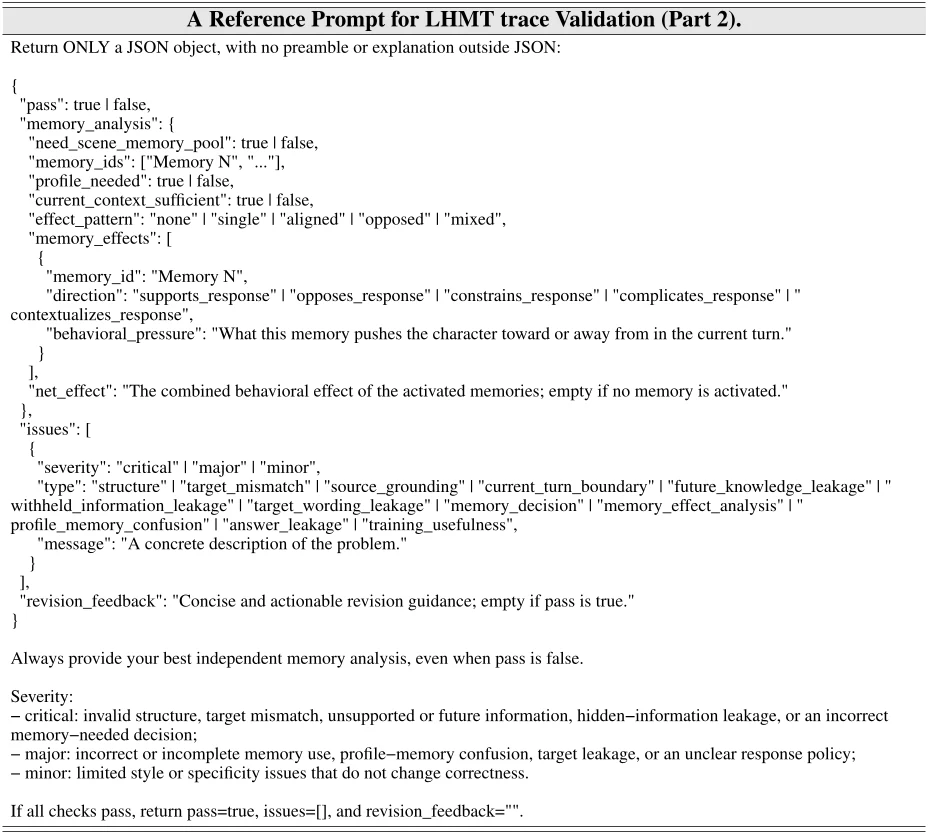 A Reference Prompt for LHMT trace Validation (Part 2).
Return ONLY a JSON object, with no preamble or explanation outside JSON:
{
"pass": true | false,
"memory_analysis": {
"need_scene_memory_pool": true | false,
"memory_ids": ["Memory N", "..."],
"profile_needed": true | false,
"current_context_sufficient": true | false,
"effect_pattern": "none" | "single" | "aligned" | "opposed" | "mixed",
"memory_effects": [
{
"memory_id": "Memory N",
"direction": "supports_response" | "opposes_response" | "constrains_response" | "complicates_response" | "
contextualizes_response",
"behavioral_pressure": "What this memory pushes the character toward or away from in the current turn."
}
],
"net_effect": "The combined behavioral effect of the activated memories; empty if no memory is activated."
},
"issues": [
{
"severity": "critical" | "major" | "minor",
"type": "structure" | "target_mismatch" | "source_grounding" | "current_turn_boundary" | "future_knowledge_leakage" | "
withheld_information_leakage" | "target_wording_leakage" | "memory_decision" | "memory_effect_analysis" | "
profile_memory_confusion" | "answer_leakage" | "training_usefulness",
"message": "A concrete description of the problem."
}
],
"revision_feedback": "Concise and actionable revision guidance; empty if pass is true."
}
Always provide your best independent memory analysis, even when pass is false.
Severity:
− critical: invalid structure, target mismatch, unsupported or future information, hidden−information leakage, or an incorrect
memory−needed decision;
− major: incorrect or incomplete memory use, profile−memory confusion, target leakage, or an unclear response policy;
− minor: limited style or specificity issues that do not change correctness.
If all checks pass, return pass=true, issues=[], and revision_feedback="".